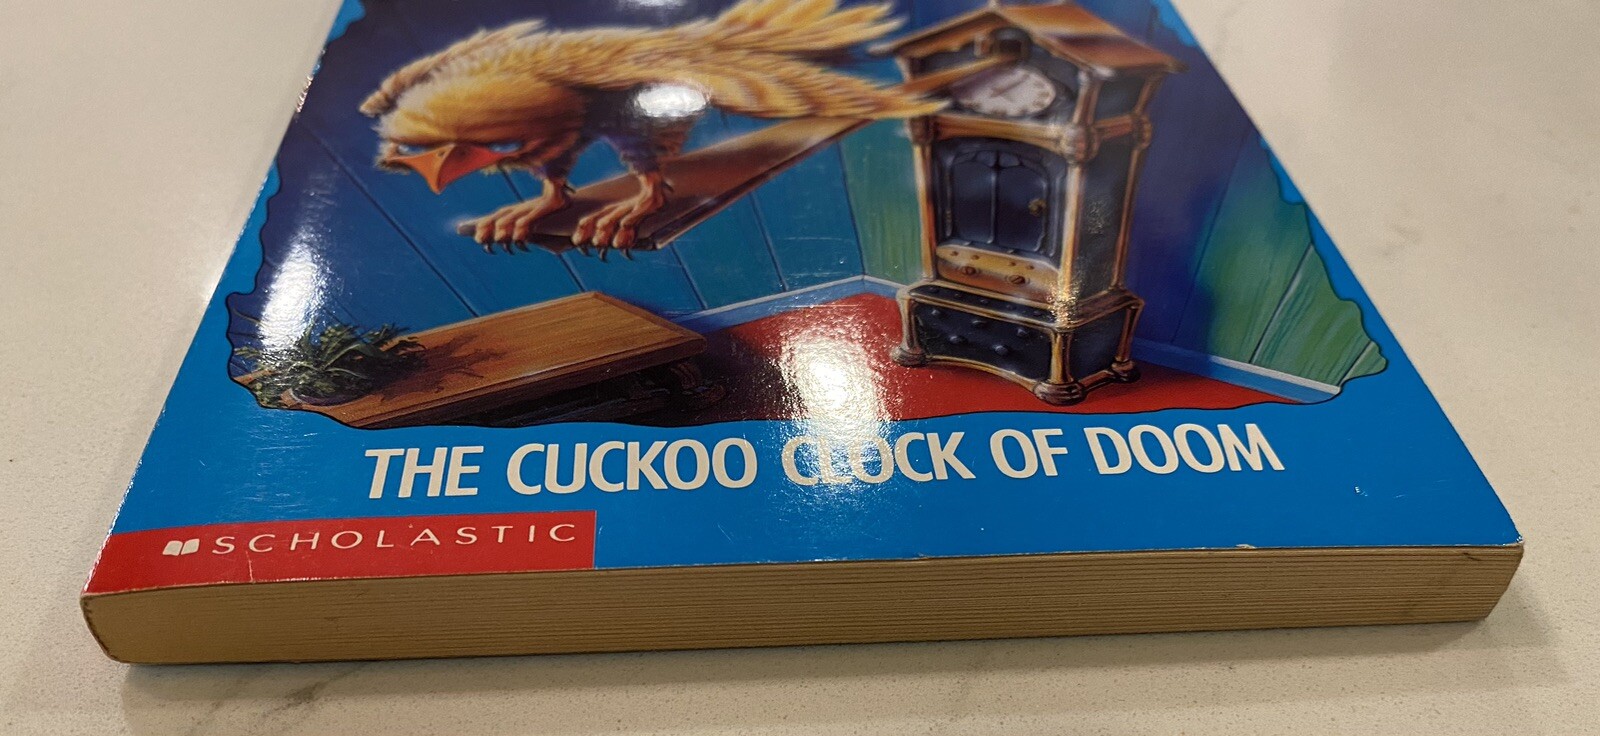 THE CUCKOO CLOCK OF DOOM
SCHOLASTIC